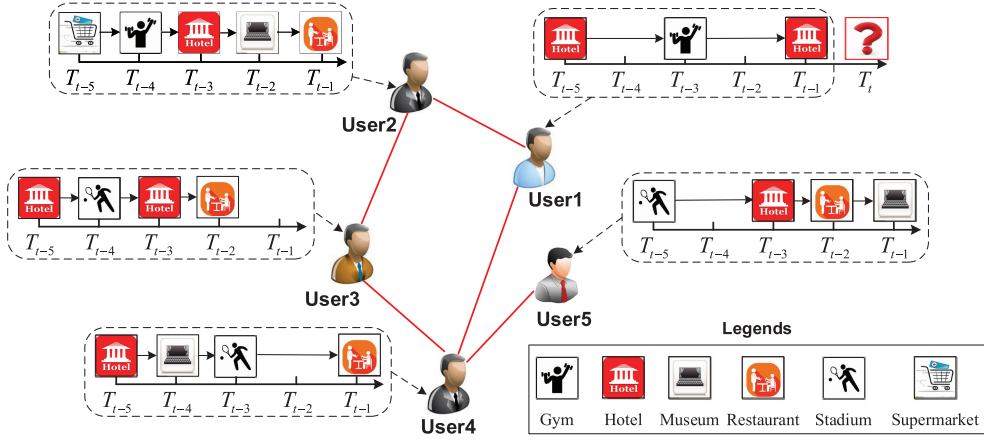 Hotel
T_{t-5} T_{t-4} T_{t-3} T_{t-2} T_{t-1}
User2
Hotel Hotel ?
T_{t-5} T_{t-4} T_{t-3} T_{t-2} T_{t-1} T_t
User1
Hotel Hotel
T_{t-5} T_{t-4} T_{t-3} T_{t-2} T_{t-1}
User3
Hotel
T_{t-5} T_{t-4} T_{t-3} T_{t-2} T_{t-1}
User5
Hotel
T_{t-5} T_{t-4} T_{t-3} T_{t-2} T_{t-1}
User4
Legends
Hotel
Gym Hotel Museum Restaurant Stadium Supermarket